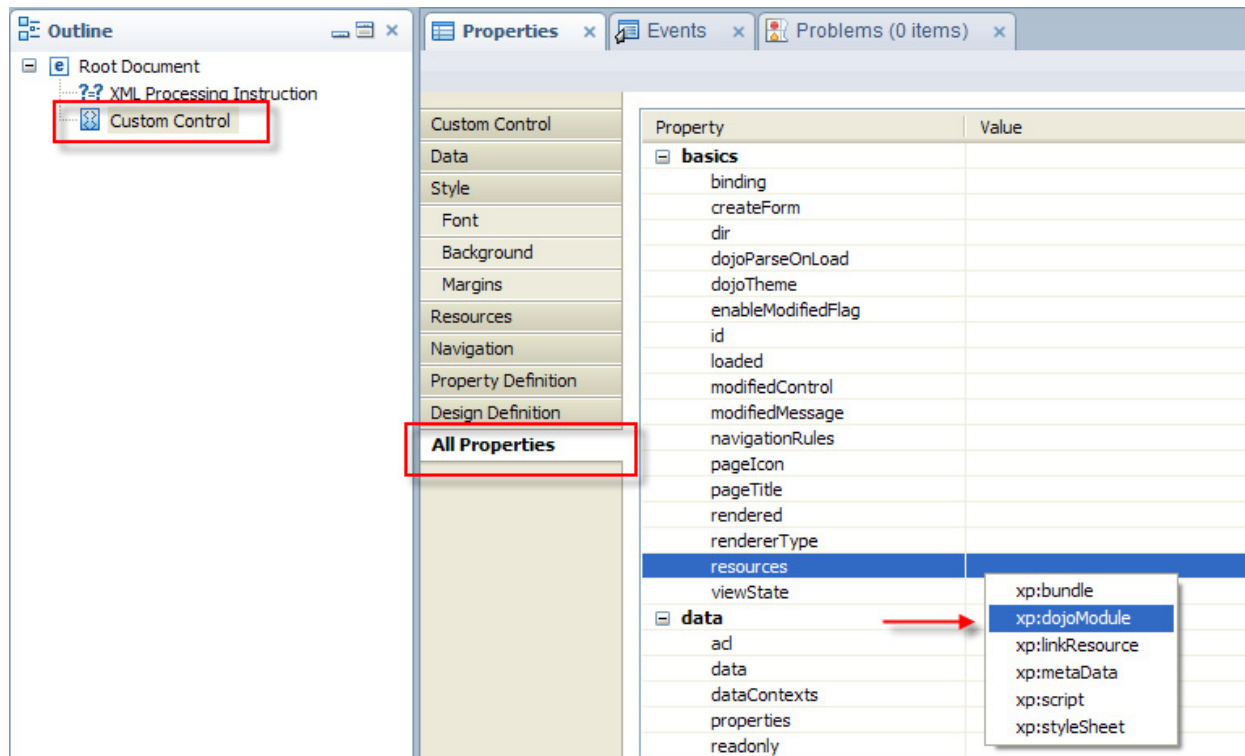 Outline
Root Document
?=? XML Processing Instruction
Custom Control
Properties
Events
Problems (0 items)
Custom Control
Data
Style
Font
Background
Margins
Resources
Navigation
Property Definition
Design Definition
All Properties
Property Value
basics
binding
createForm
dir
dojoParseOnLoad
dojoTheme
enableModifiedFlag
id
loaded
modifiedControl
modifiedMessage
navigationRules
pageIcon
pageTitle
rendered
rendererType
resources
viewState
data
acl
data
dataContexts
properties
readonly
xp:bundle
xp:dojoModule
xp:linkResource
xp:metaData
xp:script
xp:styleSheet